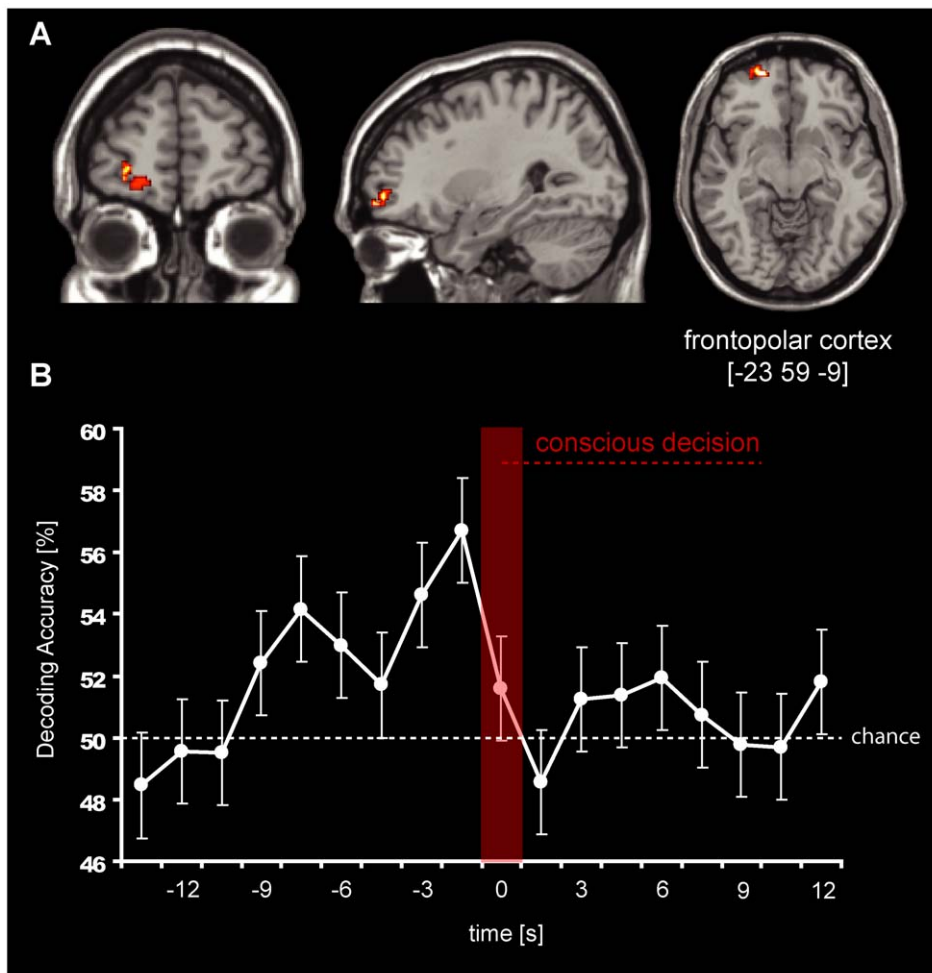 A
frontopolar cortex
[-23 59 -9]
B
60
conscious decision
58
56
54
52
50
chance
48
46
Decoding Accuracy [%]
-12 -9 -6 -3 0 3 6 9 12
time [s]